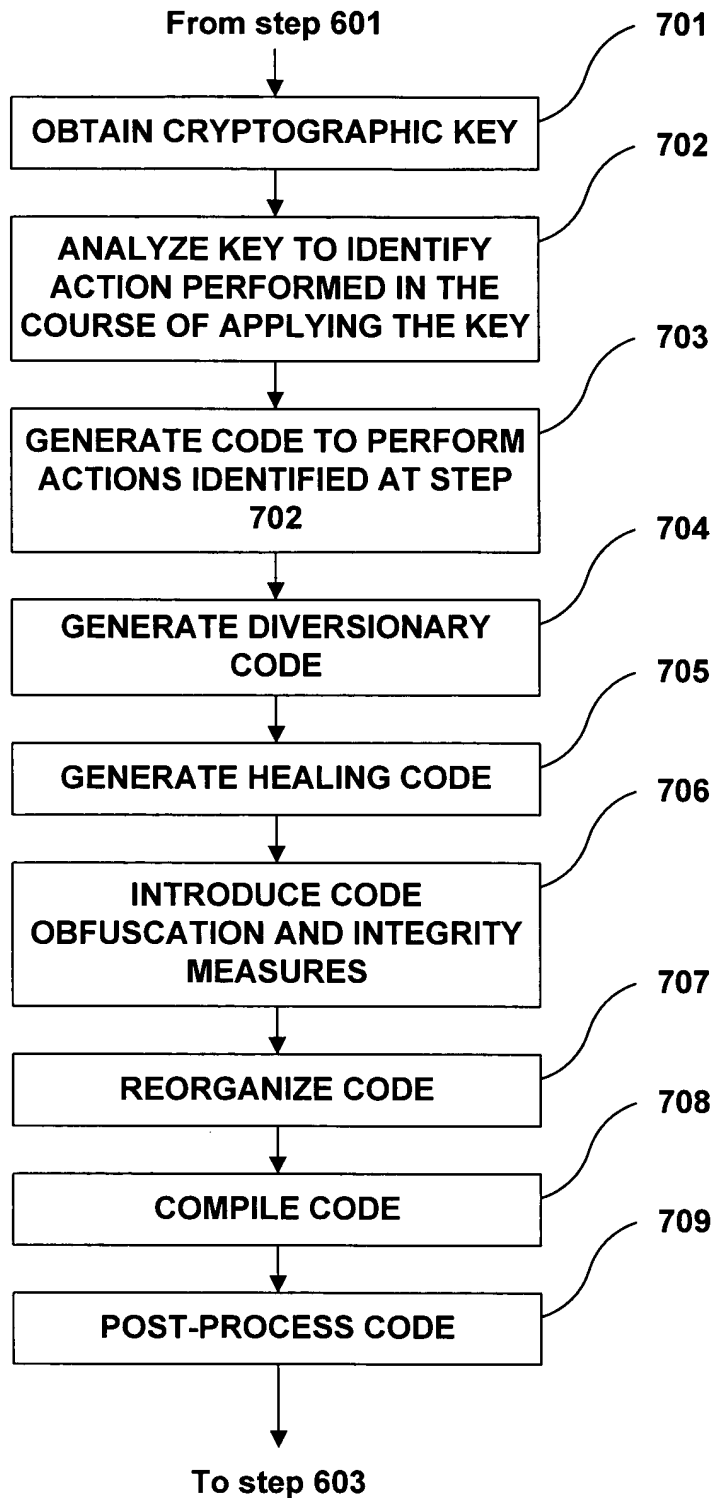 From step 601
701
OBTAIN CRYPTOGRAPHIC KEY
702
ANALYZE KEY TO IDENTIFY
ACTION PERFORMED IN THE
COURSE OF APPLYING THE KEY
703
GENERATE CODE TO PERFORM
ACTIONS IDENTIFIED AT STEP
702
704
GENERATE DIVERSIONARY
CODE
705
GENERATE HEALING CODE
706
INTRODUCE CODE
OBFUSCATION AND INTEGRITY
MEASURES
707
REORGANIZE CODE
708
COMPILE CODE
709
POST-PROCESS CODE
To step 603